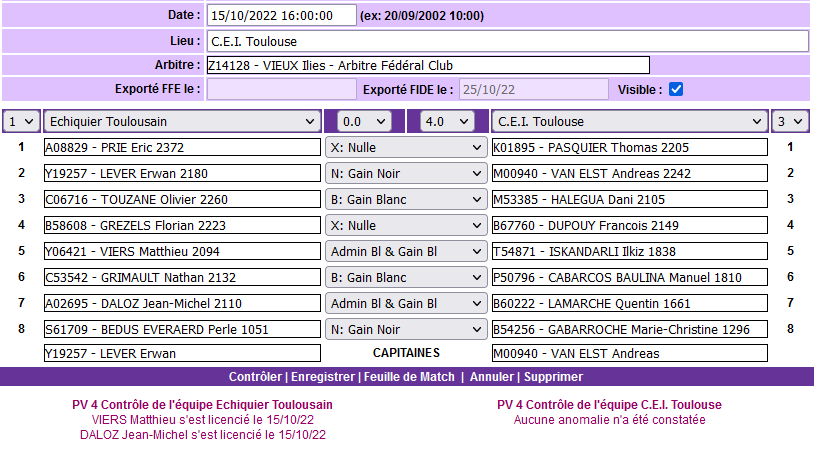 Date : 15/10/2022 16:00:00 (ex: 20/09/2002 10:00)
Lieu : C.E.I. Toulouse
Arbitre : Z14128 - VIEUX Ilies - Arbitre Fédéral Club
Exporté FFE le : Exporté FIDE le : 25/10/22 Visible :
1 Echiquier Toulousain 0.0 4.0 C.E.I. Toulouse 3
1 A08829 - PRIE Eric 2372 X: Nulle K01895 - PASQUIER Thomas 2205 1
2 Y19257 - LEVER Erwan 2180 N: Gain Noir M00940 - VAN ELST Andreas 2242 2
3 C06716 - TOUZANE Olivier 2260 B: Gain Blanc M53385 - HALEGUA Dani 2105 3
4 B58608 - GREZELS Florian 2223 X: Nulle B67760 - DUPOUY Francois 2149 4
5 Y06421 - VIERS Matthieu 2094 Admin Bl & Gain Bl T54871 - ISKANDARLI Ilkiz 1838 5
6 C53542 - GRIMAULT Nathan 2132 B: Gain Blanc P50796 - CABARCOS BAULINA Manuel 1810 6
7 A02695 - DALOZ Jean-Michel 2110 Admin Bl & Gain Bl B60222 - LAMARCHE Quentin 1661 7
8 S61709 - BEDUS EVERAERD Perle 1051 N: Gain Noir B54256 - GABARROCHE Marie-Christine 1296 8
Y19257 - LEVER Erwan CAPITAINES M00940 - VAN ELST Andreas
Contrôler | Enregistrer | Feuille de Match | Annuler | Supprimer
PV 4 Contrôle de l'équipe Echiquier Toulousain PV 4 Contrôle de l'équipe C.E.I. Toulouse
VIERS Matthieu s'est licencié le 15/10/22 Aucune anomalie n'a été constatée
DALOZ Jean-Michel s'est licencié le 15/10/22